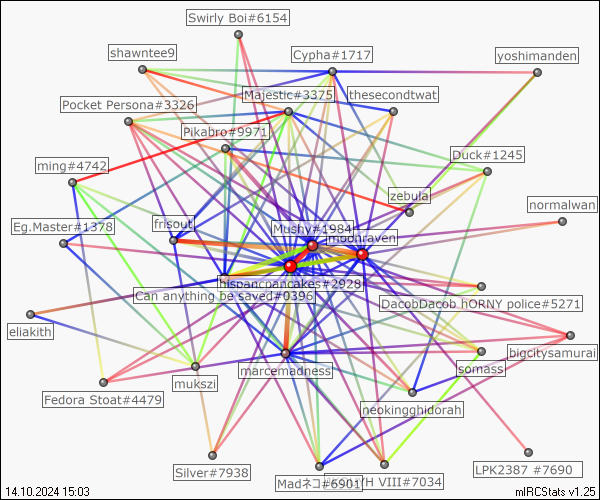 Swirly Boi#6154
shawntee9
Cypha#1717
yoshimanden
Majestic#3375
thesecondtwat
Pocket Persona#3326
Pikabro#9971
Duck#1245
ming#4742
zebula
normalwan
Eg.Master#1378
frisout
Mushy#1984
moonraven
hispancpancakes#2928
Can anything be saved#0396
DacobDacob hORNY police#5271
eliakith
bigcitysamurai
somass
marcemadness
mukszi
Fedora Stoat#4479
neokingghidorah
Silver#7938
Madネコ#6901
YH VIII#7034
LPK2387 #7690
14.10.2024 15:03
mIRCStats v1.25